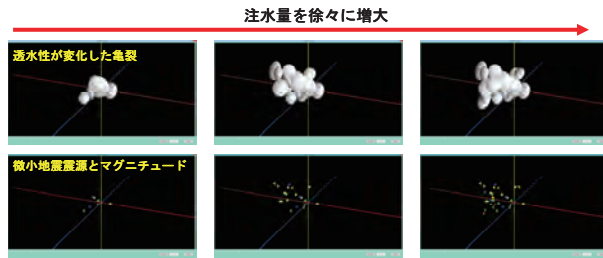 注水量を徐々に増大
透水性が変化した亀裂
微小地震震源とマグニチュード